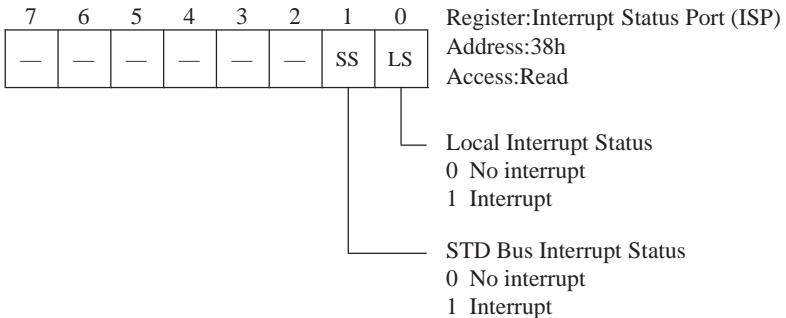 7 6 5 4 3 2 1 0
— — — — — — SS LS
Register:Interrupt Status Port (ISP)
Address:38h
Access:Read
Local Interrupt Status
0 No interrupt
1 Interrupt
STD Bus Interrupt Status
0 No interrupt
1 Interrupt